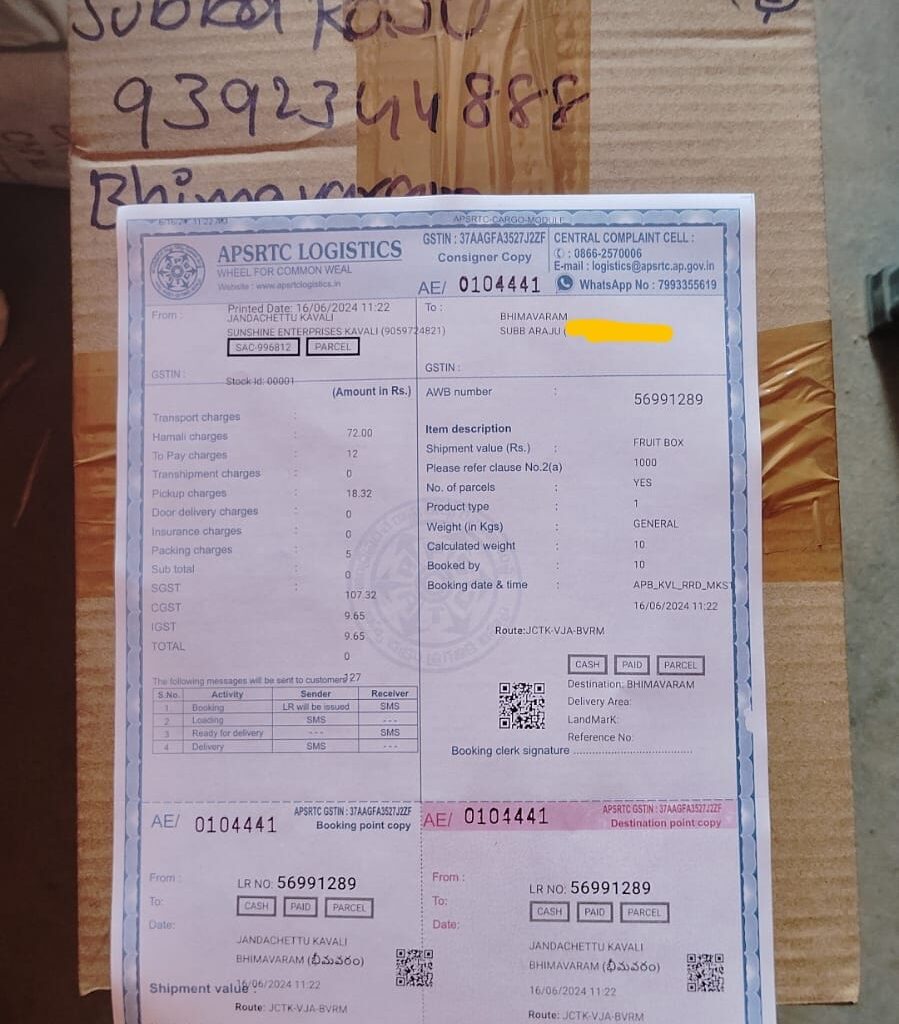 Subba Raju
9392344888
Bhimavaram
6/16/24, 11:22 AM APSRTC-CARGO-MODULE
APSRTC LOGISTICS
WHEEL FOR COMMON WEAL
Website : www.apsrtclogistics.in
GSTIN : 37AAGFA3527J2ZF
Consigner Copy
AE/ 0104441
CENTRAL COMPLAINT CELL :
: 0866-2570006
E-mail : logistics@apsrtc.ap.gov.in
WhatsApp No : 7993355619
From : Printed Date: 16/06/2024 11:22
JANDACHETTU KAVALI
SUNSHINE ENTERPRISES KAVALI (9059724821)
SAC-996812 PARCEL
GSTIN :
Stock Id: 00001
To :
BHIMAVARAM
SUBB ARAJU (
GSTIN :
(Amount in Rs.)
Transport charges :
Hamali charges : 72.00
To Pay charges : 12
Transhipment charges : 0
Pickup charges : 18.32
Door delivery charges : 0
Insurance charges : 0
Packing charges : 5
Sub total : 0
SGST : 107.32
CGST : 9.65
IGST : 9.65
TOTAL 0
127
The following messages will be sent to customer
S.No. Activity Sender Receiver
1 Booking LR will be issued SMS
2 Loading SMS ---
3 Ready for delivery --- SMS
4 Delivery SMS ---
AWB number : 56991289
Item description
FRUIT BOX
Shipment value (Rs.) :
1000
Please refer clause No.2(a)
YES
No. of parcels :
1
Product type :
GENERAL
Weight (in Kgs) :
10
Calculated weight :
10
Booked by :
APB_KVL_RRD_MKST
Booking date & time :
16/06/2024 11:22
Route:JCTK-VJA-BVRM
CASH PAID PARCEL
Destination: BHIMAVARAM
Delivery Area:
LandMarK:
Reference No:
Booking clerk signature ..............................
AE/ 0104441
APSRTC GSTIN : 37AAGFA3527J2ZF
Booking point copy
From :
LR NO: 56991289
To: CASH PAID PARCEL
Date:
JANDACHETTU KAVALI
BHIMAVARAM (భీమవరం)
Shipment value : 16/06/2024 11:22
Route: JCTK-VJA-BVRM
AE/ 0104441
APSRTC GSTIN : 37AAGFA3527J2ZF
Destination point copy
From :
LR NO: 56991289
To: CASH PAID PARCEL
Date:
JANDACHETTU KAVALI
BHIMAVARAM (భీమవరం)
16/06/2024 11:22
Route: JCTK-VJA-BVRM